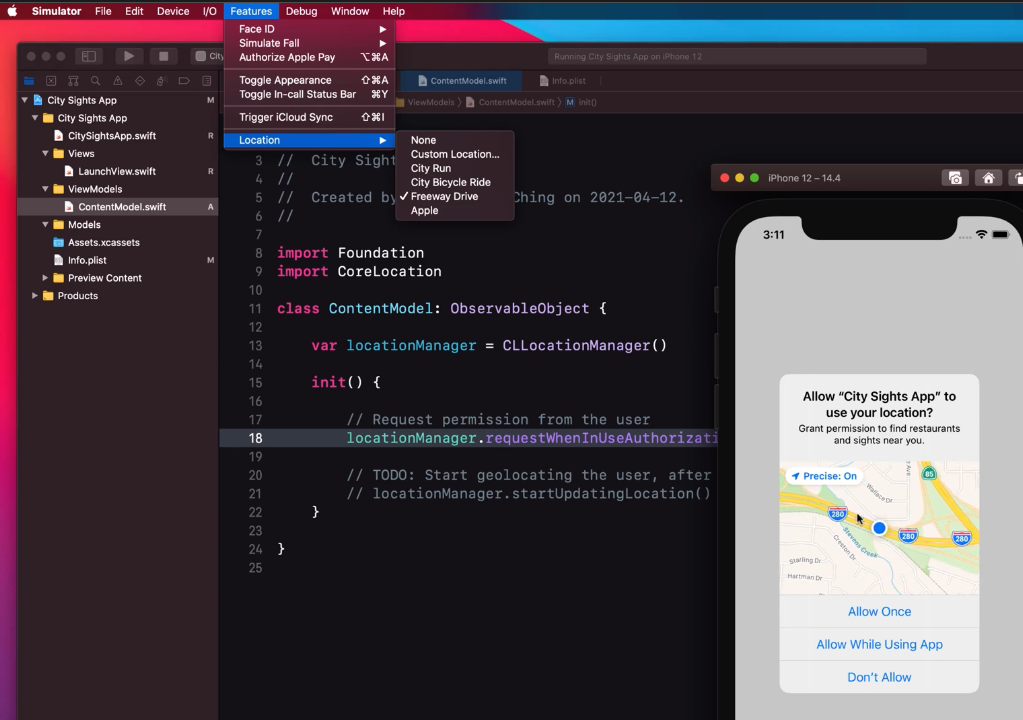 Simulator File Edit Device I/O Features Debug Window Help
Face ID
Simulate Fall
Authorize Apple Pay ⌥⌘A
Toggle Appearance ⇧⌘A
Toggle In-call Status Bar ⌘Y
Trigger iCloud Sync ⇧⌘I
Location
None
Custom Location...
City Run
City Bicycle Ride
Freeway Drive
Apple
Running City Sights App on iPhone 12
ContentModel.swift
Info.plist
ViewModels
ContentModel.swift
M init()
City Sights App M
City Sights App
CitySightsApp.swift R
Views
LaunchView.swift R
ViewModels
ContentModel.swift A
Models
Assets.xcassets
Info.plist M
Preview Content
Products
3 // City Sight
4 //
5 // Created by Ching on 2021-04-12.
6 //
7
8 import Foundation
9 import CoreLocation
10
11 class ContentModel: ObservableObject {
12
13 var locationManager = CLLocationManager()
14
15 init() {
16
17 // Request permission from the user
18 locationManager.requestWhenInUseAuthorizati
19
20 // TODO: Start geolocating the user, after
21 // locationManager.startUpdatingLocation()
22 }
23
24 }
25
iPhone 12 – 14.4
3:11
Allow “City Sights App” to
use your location?
Grant permission to find restaurants
and sights near you.
Precise: On
85
Wallace Dr
280
280
280
Stevens Creek
Creston Dr
Starling Dr
Hartman Dr
Allow Once
Allow While Using App
Don’t Allow